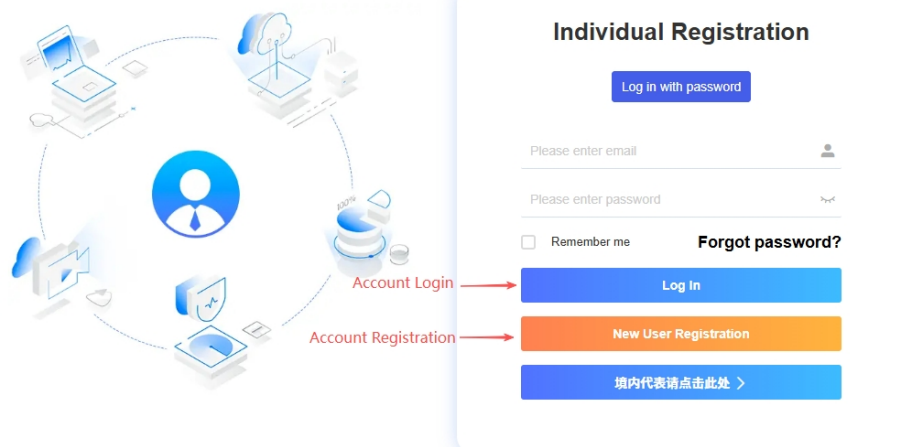 Individual Registration
Log in with password
100%
Please enter email
Please enter password
Remember me
Forgot password?
Account Login
Log In
Account Registration
New User Registration
境内代表请点击此处